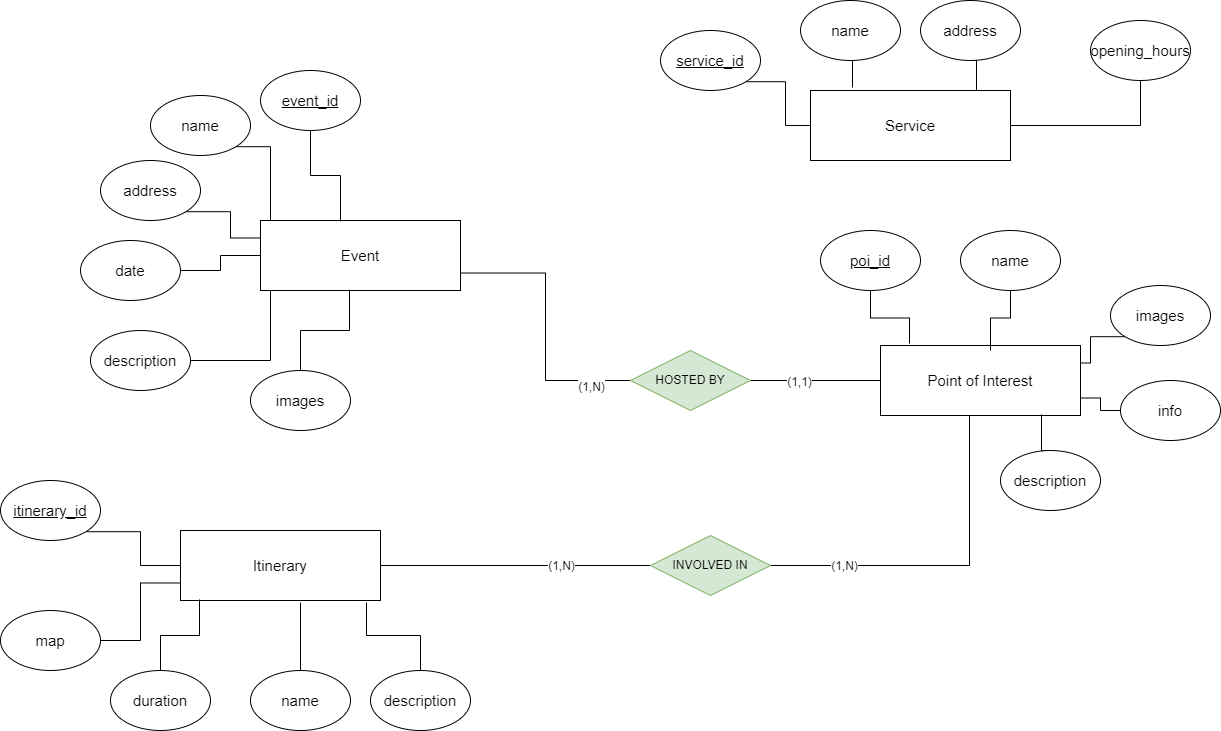 name
address
service_id
opening_hours
Service
event_id
name
address
date
Event
description
images
poi_id
name
images
Point of Interest
info
description
HOSTED BY
(1,N)
(1,1)
itinerary_id
Itinerary
(1,N)
INVOLVED IN
(1,N)
map
duration
name
description